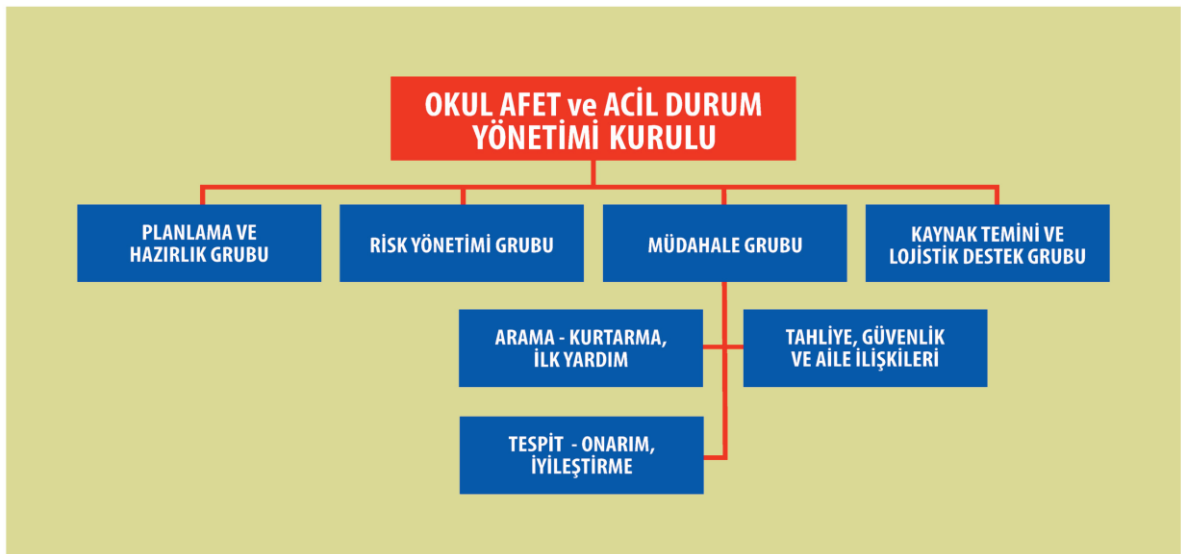 OKUL AFET ve ACİL DURUM
YÖNETİMİ KURULU
PLANLAMA VE
HAZIRLIK GRUBU
RİSK YÖNETİMİ GRUBU
MÜDAHALE GRUBU
KAYNAK TEMİNİ VE
LOJİSTİK DESTEK GRUBU
ARAMA - KURTARMA,
İLK YARDIM
TAHLİYE, GÜVENLİK
VE AİLE İLİŞKİLERİ
TESPİT - ONARIM,
İYİLEŞTİRME